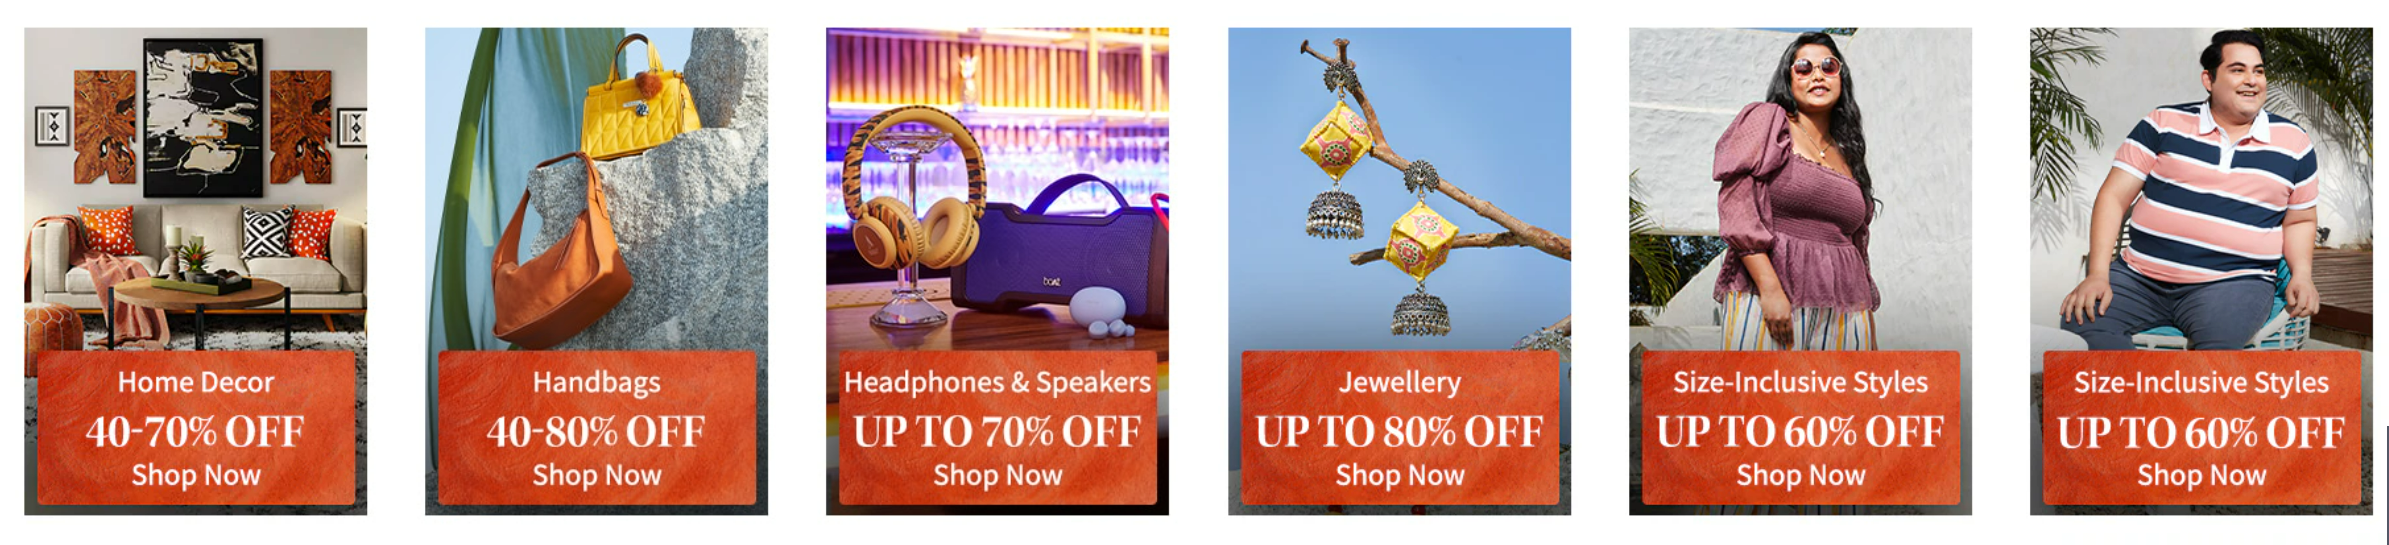 Home Decor
40-70% OFF
Shop Now
Handbags
40-80% OFF
Shop Now
boAt
Headphones & Speakers
UP TO 70% OFF
Shop Now
Jewellery
UP TO 80% OFF
Shop Now
Size-Inclusive Styles
UP TO 60% OFF
Shop Now
Size-Inclusive Styles
UP TO 60% OFF
Shop Now